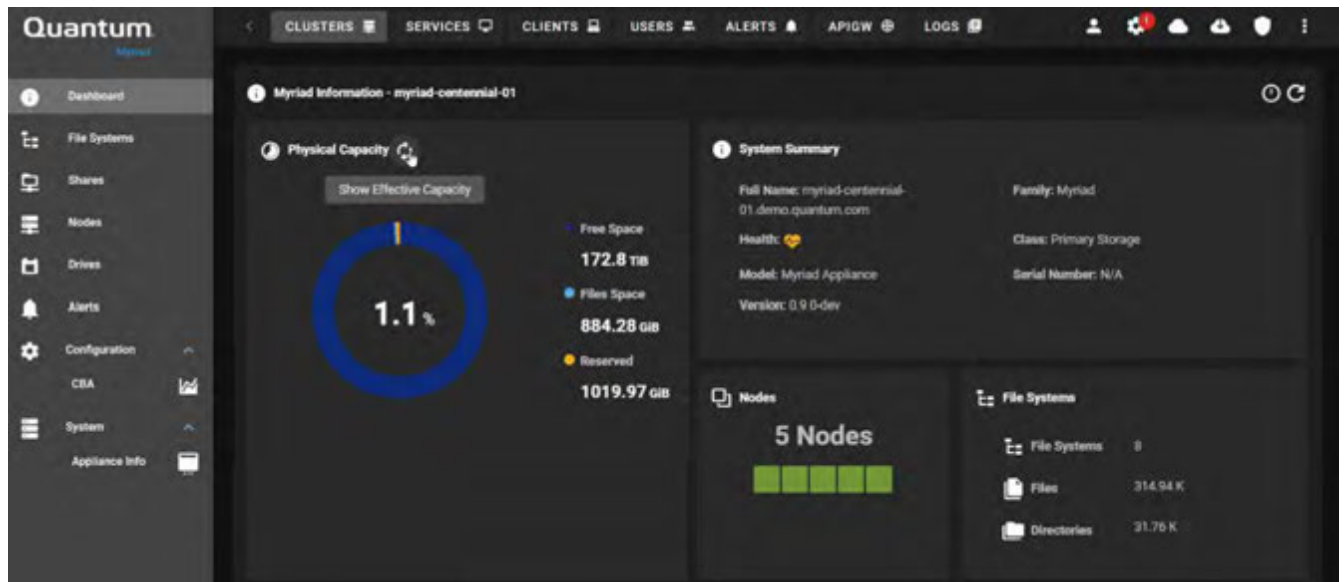 Quantum
Myriad
CLUSTERS
SERVICES
CLIENTS
USERS
ALERTS
APIGW
LOGS
Dashboard
File Systems
Shares
Nodes
Drives
Alerts
Configuration
CBA
System
Appliance Info
Myriad Information - myriad-centennial-01
Physical Capacity
Show Effective Capacity
1.1 %
Free Space
172.8 TiB
Files Space
884.28 GiB
Reserved
1019.97 GiB
System Summary
Full Name: myriad-centennial-
01.demo.quantum.com
Health:
Model: Myriad Appliance
Version: 0.9.0-dev
Family: Myriad
Class: Primary Storage
Serial Number: N/A
Nodes
5 Nodes
File Systems
File Systems 8
Files 314.94 K
Directories 31.76 K